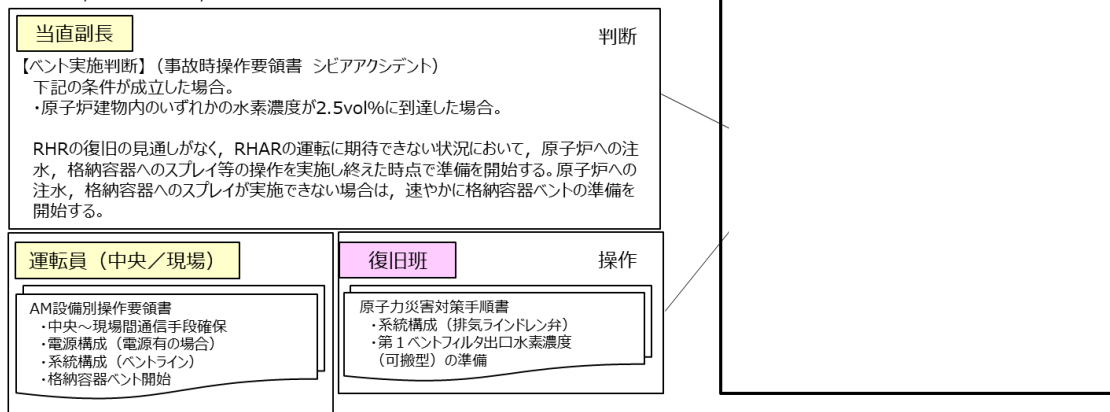 当直副長
判断
【ベント実施判断】（事故時操作要領書 シビアアクシデント）
下記の条件が成立した場合。
・原子炉建物内のいずれかの水素濃度が2.5vol%に到達した場合。
RHRの復旧の見通しがなく，RHARの運転に期待できない状況において，原子炉への注
水，格納容器へのスプレイ等の操作を実施し終えた時点で準備を開始する。原子炉への
注水，格納容器へのスプレイが実施できない場合は，速やかに格納容器ベントの準備を
開始する。
運転員（中央／現場）
AM設備別操作要領書
・中央～現場間通信手段確保
・電源構成（電源有の場合）
・系統構成（ベントライン）
・格納容器ベント開始
復旧班
操作
原子力災害対策手順書
・系統構成（排気ラインドレン弁）
・第１ベントフィルタ出口水素濃度
（可搬型）の準備